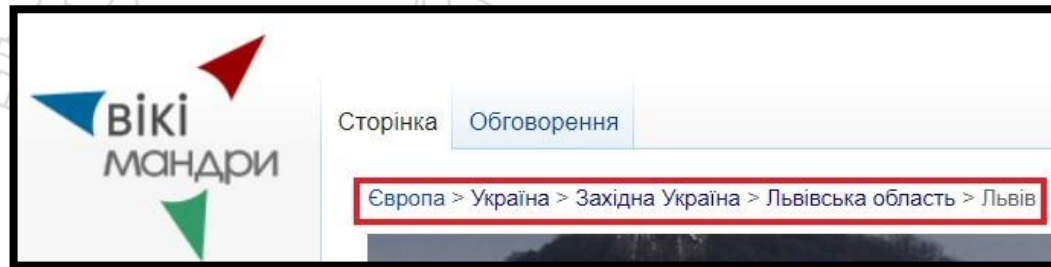 вікі
мандри
Сторінка Обговорення
Європа > Україна > Західна Україна > Львівська область > Львів